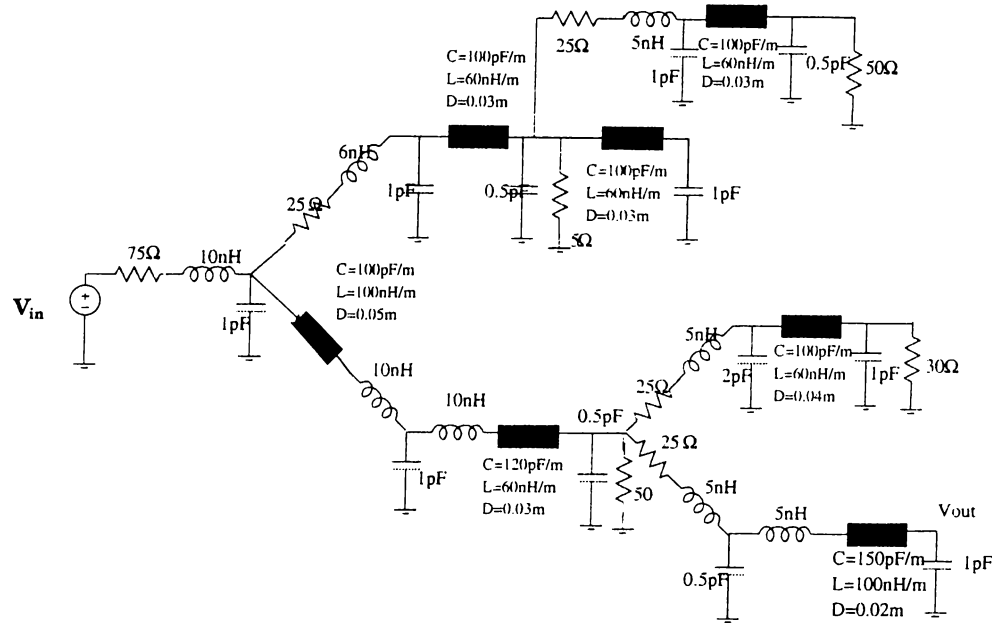 25Ω
5nH
C=100pF/m
L=60nH/m
D=0.03m
1pF
0.5pF
50Ω
C=100pF/m
L=60nH/m
D=0.03m
6nH
25Ω
1pF
0.5pF
5Ω
C=100pF/m
L=60nH/m
D=0.03m
1pF
75Ω
10nH
Vin
1pF
C=100pF/m
L=100nH/m
D=0.05m
10nH
1pF
10nH
C=120pF/m
L=60nH/m
D=0.03m
0.5pF
50
25Ω
5nH
2pF
C=100pF/m
L=60nH/m
D=0.04m
1pF
30Ω
25Ω
5nH
0.5pF
5nH
Vout
C=150pF/m
L=100nH/m
D=0.02m
1pF